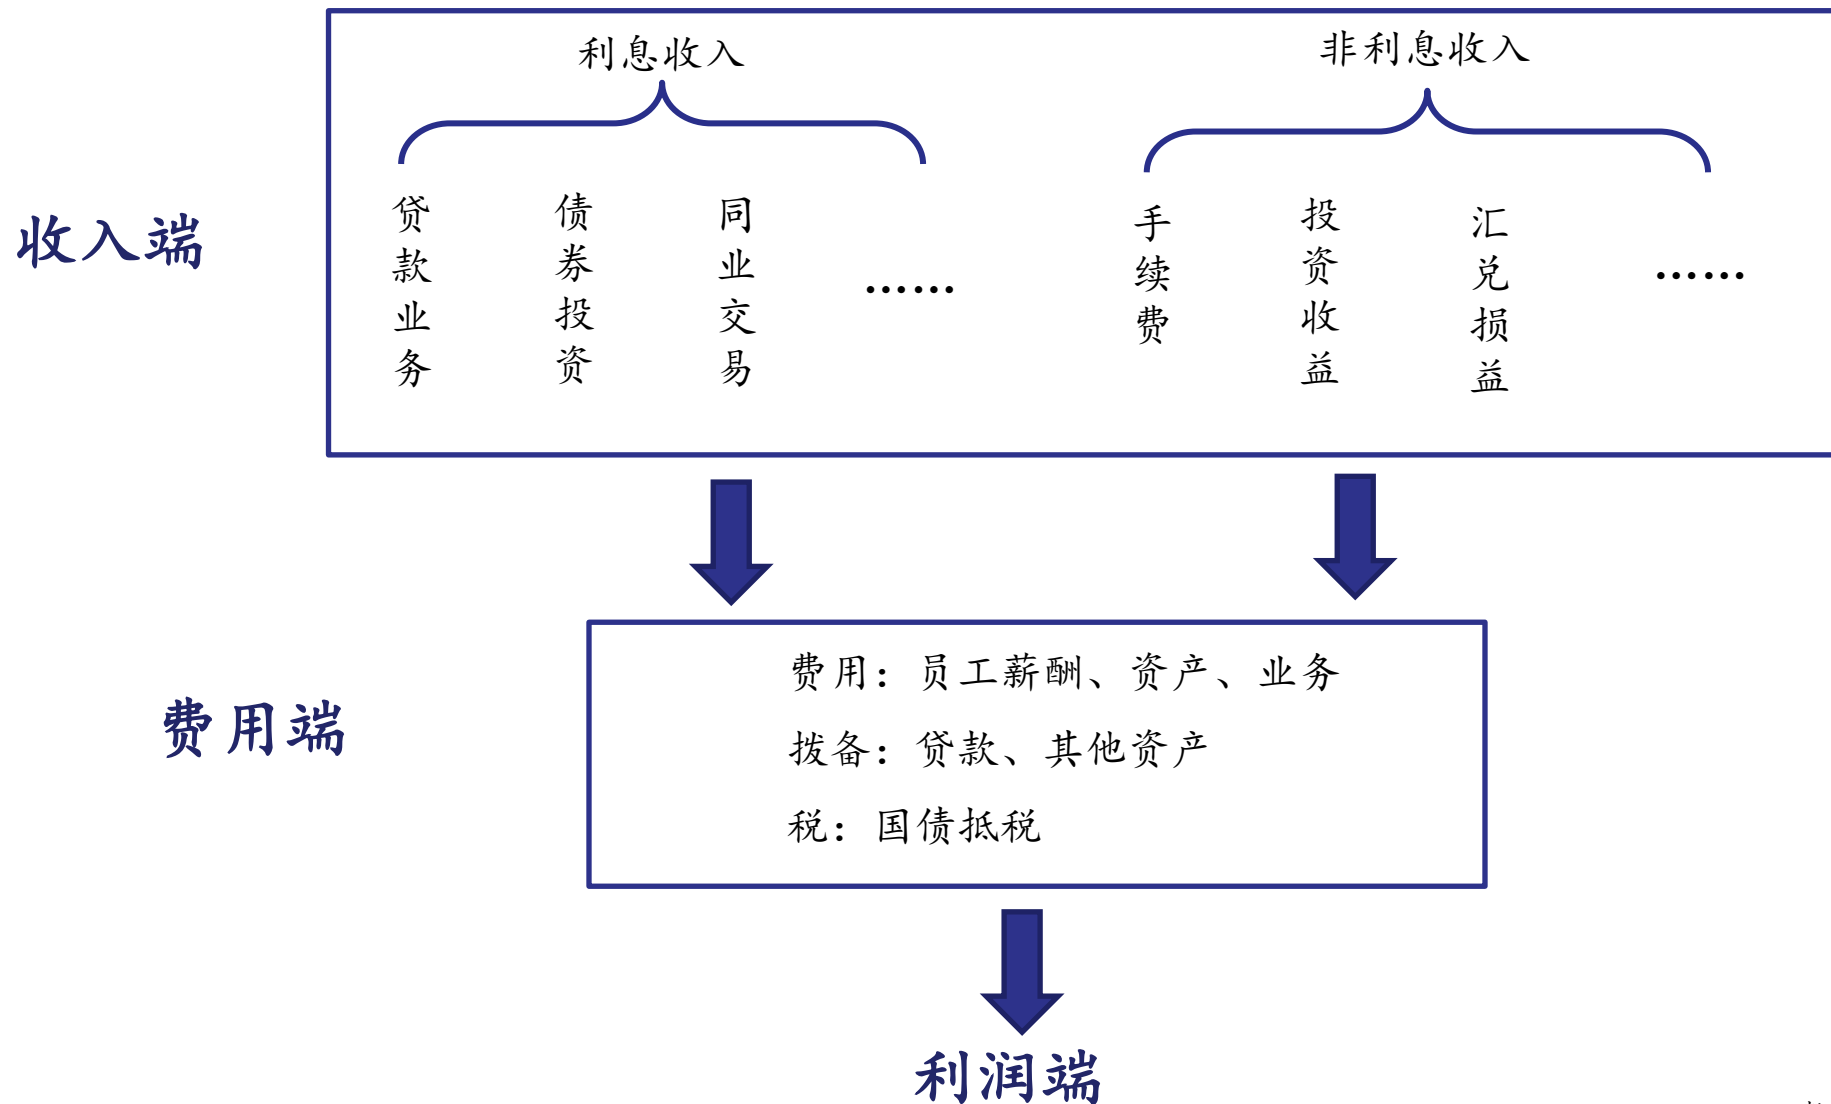 利息收入
非利息收入
收入端
贷款业务
债券投资
同业交易
……
手续费
投资收益
汇兑损益
……
费用端
费用：员工薪酬、资产、业务
拨备：贷款、其他资产
税：国债抵税
利润端